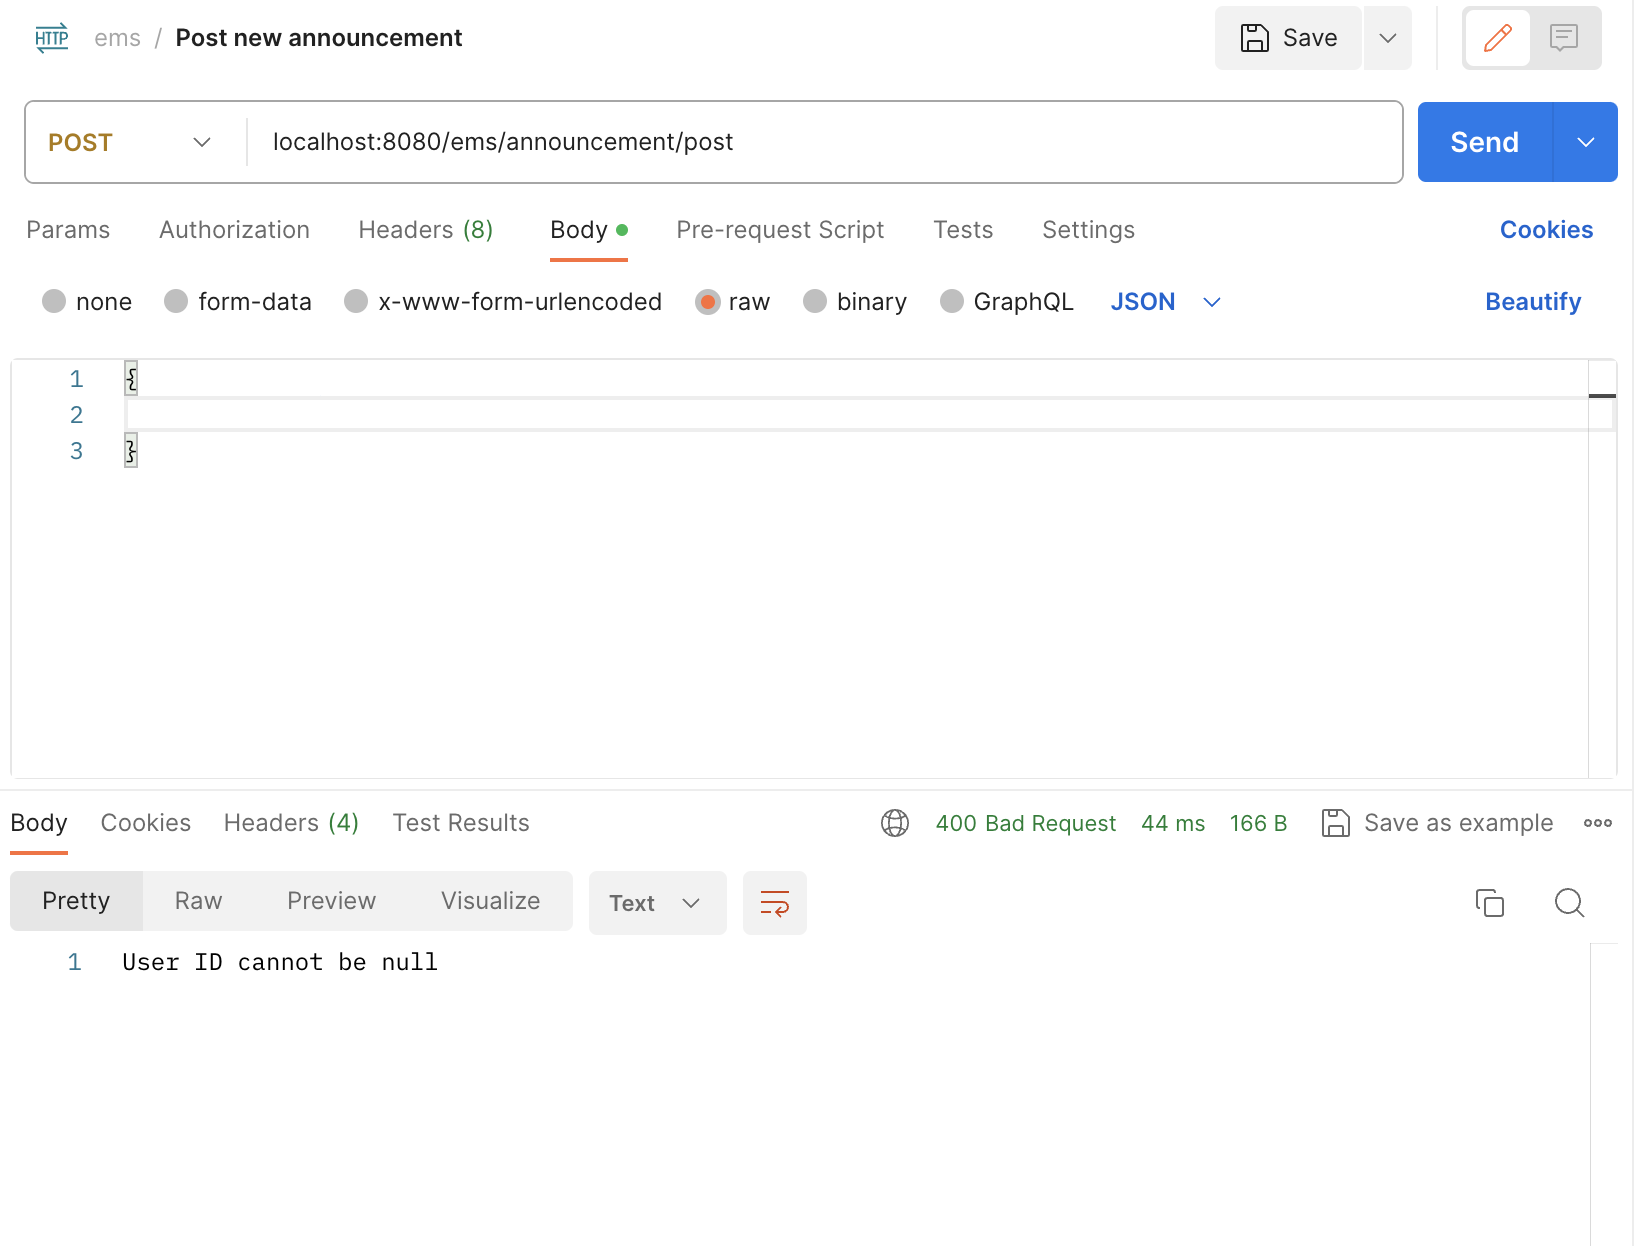 HTTP ems / Post new announcement Save
POST localhost:8080/ems/announcement/post Send
Params Authorization Headers (8) Body Pre-request Script Tests Settings Cookies
none form-data x-www-form-urlencoded raw binary GraphQL JSON Beautify
1 {
2
3 }
Body Cookies Headers (4) Test Results 400 Bad Request 44 ms 166 B Save as example
Pretty Raw Preview Visualize Text
1 User ID cannot be null